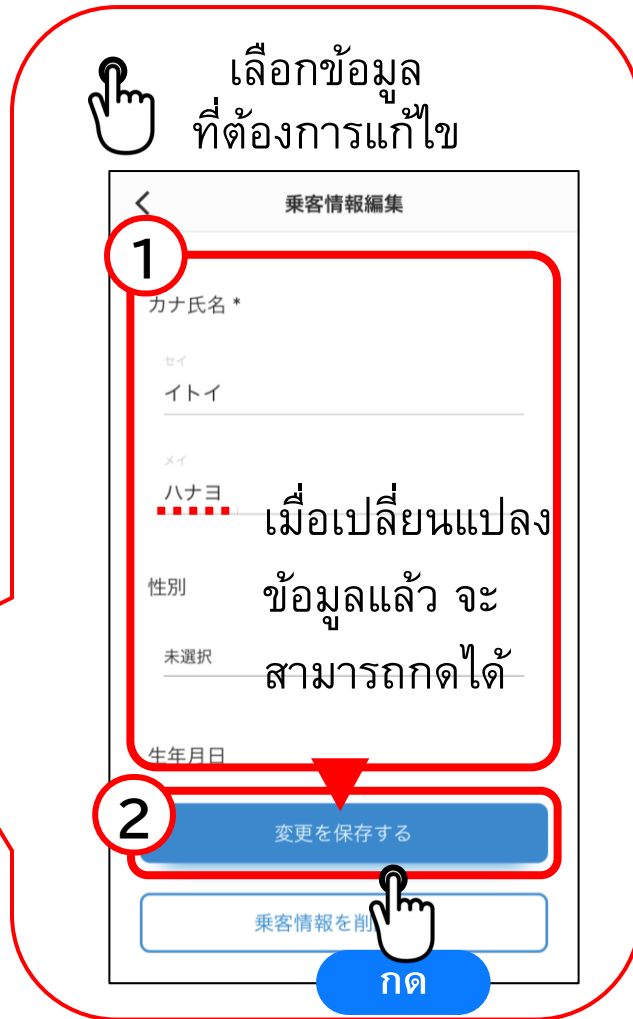 เลือกข้อมูล
ที่ต้องการแก้ไข
乗客情報編集
1
カナ氏名 *
セイ
イトイ
メイ
ハナヨ
เมื่อเปลี่ยนแปลง
ข้อมูลแล้ว จะ
สามารถกดได้
性別
未選択
生年月日
2
変更を保存する
乗客情報を削
กด